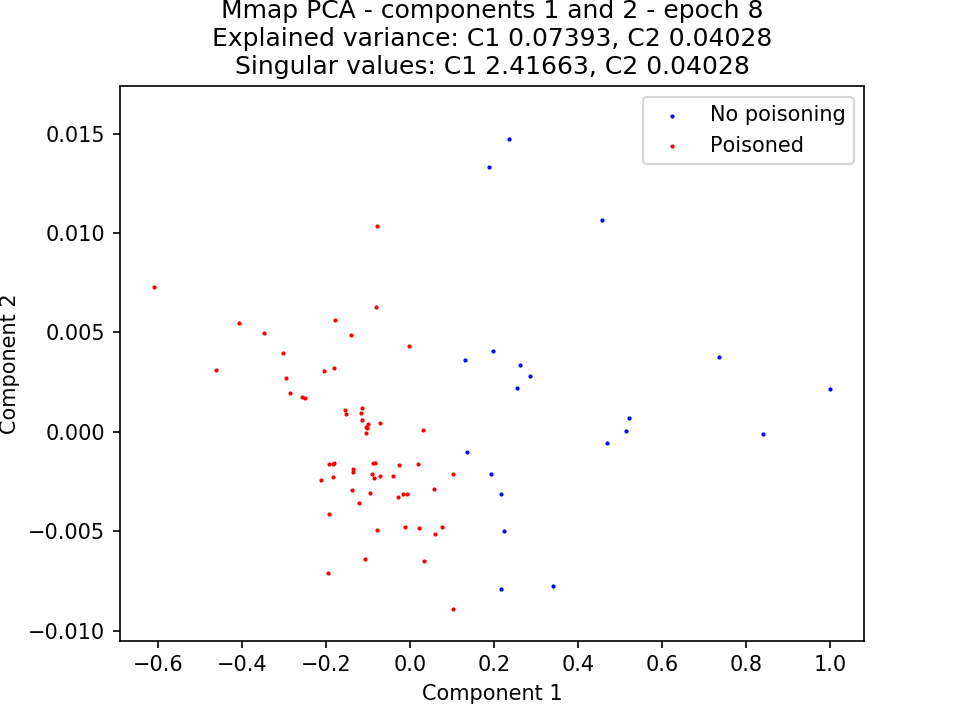 Mmap PCA - components 1 and 2 - epoch 8
Explained variance: C1 0.07393, C2 0.04028
Singular values: C1 2.41663, C2 0.04028
No poisoning
Poisoned
0.015
0.010
0.005
0.000
−0.005
−0.010
Component 2
−0.6 −0.4 −0.2 0.0 0.2 0.4 0.6 0.8 1.0
Component 1